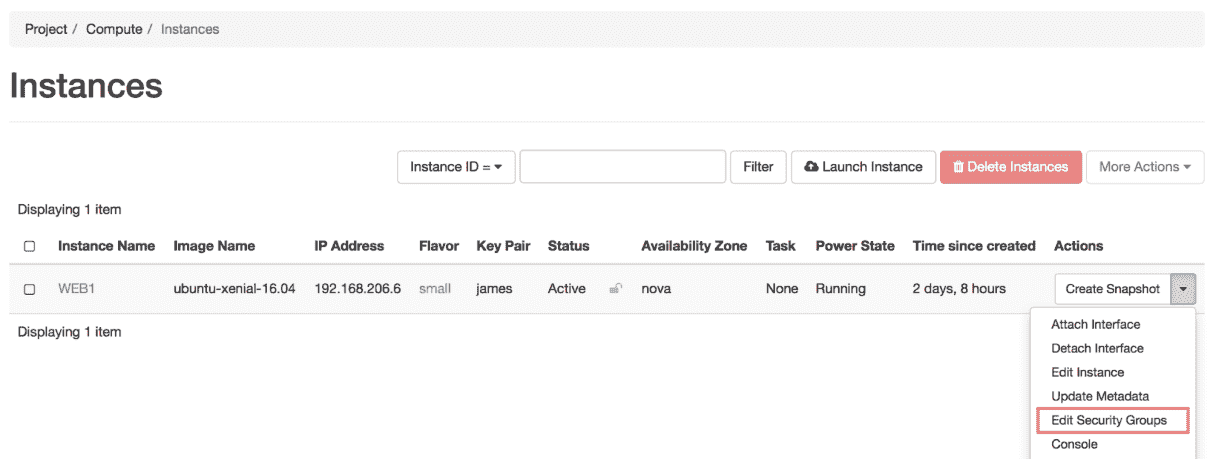 Project / Compute / Instances
Instances
Instance ID = Filter Launch Instance Delete Instances More Actions
Displaying 1 item
Instance Name Image Name IP Address Flavor Key Pair Status Availability Zone Task Power State Time since created Actions
WEB1 ubuntu-xenial-16.04 192.168.206.6 small james Active nova None Running 2 days, 8 hours Create Snapshot
Displaying 1 item
Attach Interface
Detach Interface
Edit Instance
Update Metadata
Edit Security Groups
Console